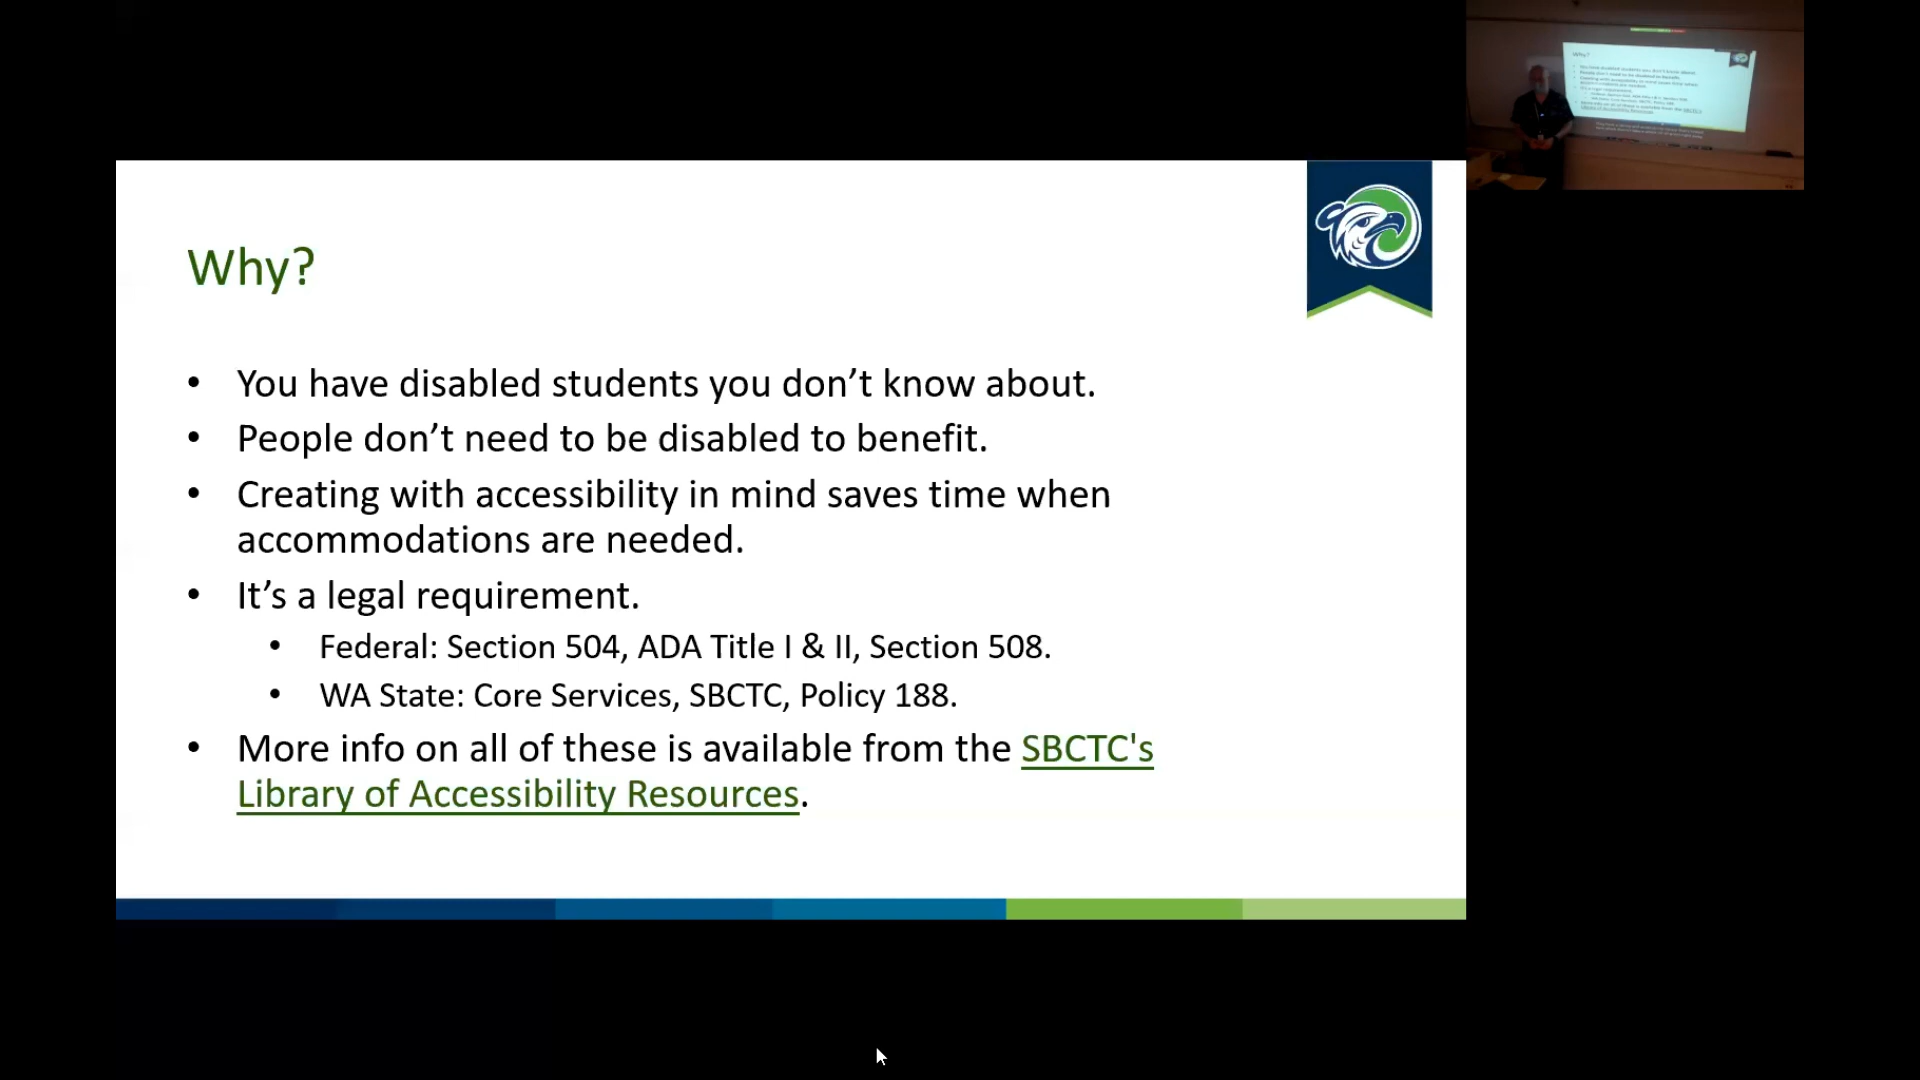 Why?
• You have disabled students you don’t know about.
• People don’t need to be disabled to benefit.
• Creating with accessibility in mind saves time when
accommodations are needed.
• It’s a legal requirement.
• Federal: Section 504, ADA Title I & II, Section 508.
• WA State: Core Services, SBCTC, Policy 188.
• More info on all of these is available from the SBCTC's
Library of Accessibility Resources.
Why?